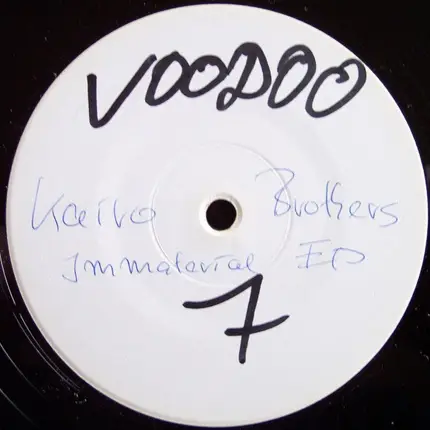 VOODOO
Kairo Brothers
Immaterial EP
7